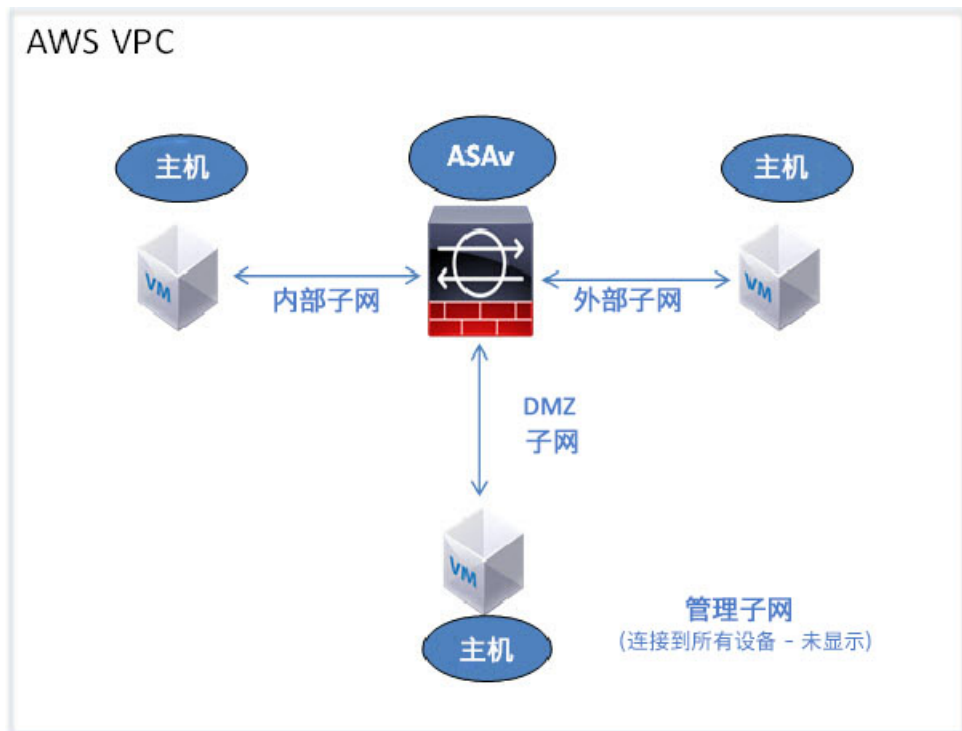 AWS VPC
主机
ASAv
主机
VM
内部子网
外部子网
VM
DMZ
子网
VM
主机
管理子网
(连接到所有设备 - 未显示)